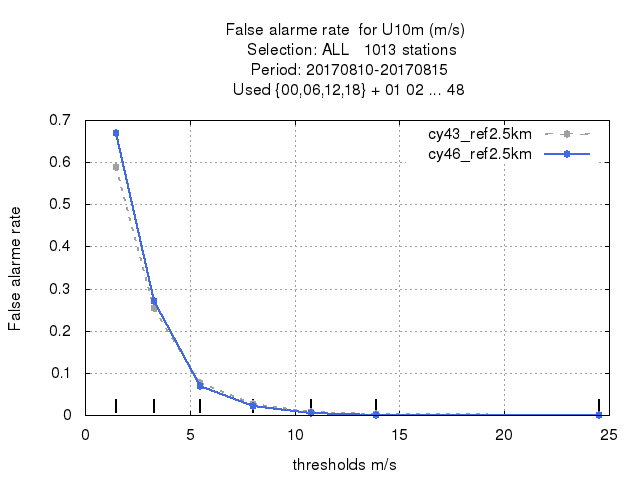 False alarme rate  for U10m (m/s)
Selection: ALL   1013 stations
Period: 20170810-20170815
Used {00,06,12,18} + 01 02 ... 48
cy43_ref2.5km
cy46_ref2.5km
0.7
0.6
0.5
0.4
0.3
0.2
0.1
0
False alarme rate
0 5 10 15 20 25
thresholds m/s